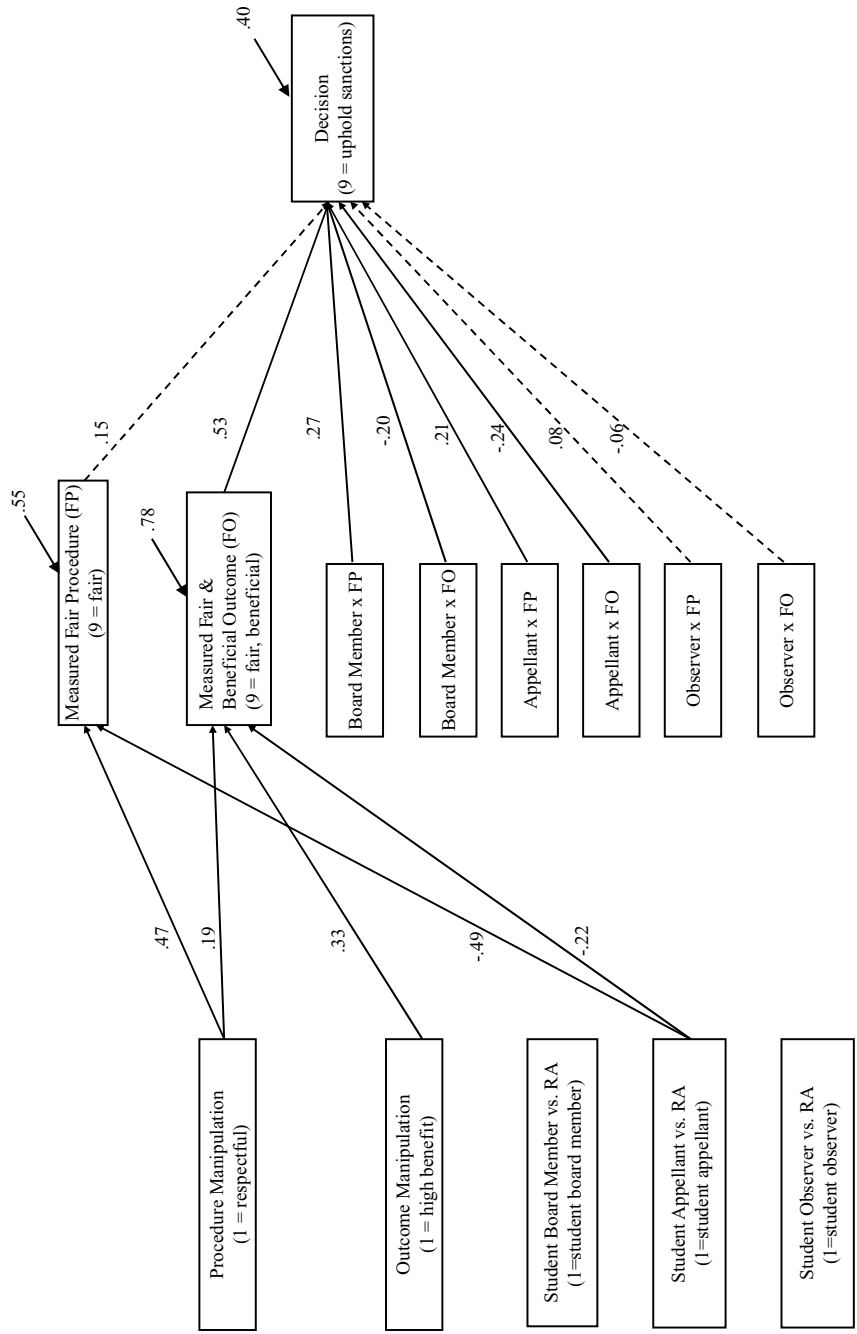 Procedure Manipulation
(1 = respectful)
Outcome Manipulation
(1 = high benefit)
Student Board Member vs. RA
(1=student board member)
Student Appellant vs. RA
(1=student appellant)
Student Observer vs. RA
(1=student observer)
.47
.19
.33
-.49
-.22
.55
Measured Fair Procedure (FP)
(9 = fair)
.78
Measured Fair &
Beneficial Outcome (FO)
(9 = fair, beneficial)
Board Member x FP
Board Member x FO
Appellant x FP
Appellant x FO
Observer x FP
Observer x FO
.15
.53
.27
-.20
.21
-.24
.08
-.06
.40
Decision
(9 = uphold sanctions)